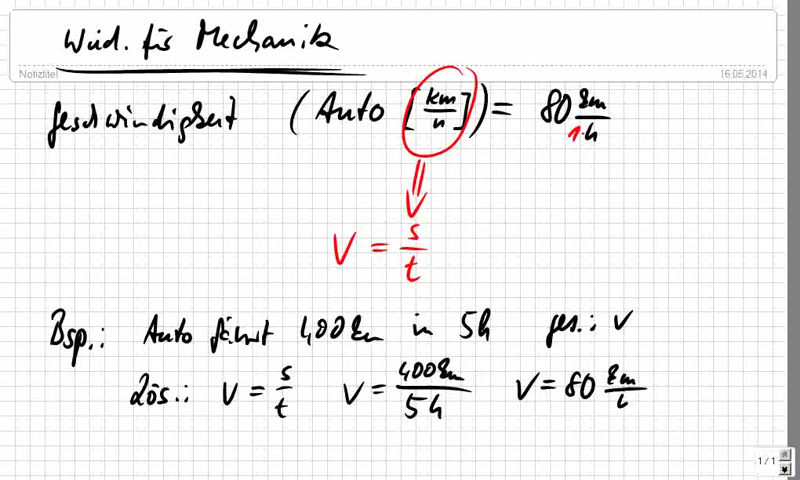 Wied. für Mechanik
Notiztitel 16.05.2014
Geschwindigkeit (Auto [km/h]) = 80 km/1·h
V = s/t
Bsp.: Auto fährt 400km in 5h ges.: V
Lös.: V = s/t V = 400km/5h V = 80 km/h
1/1